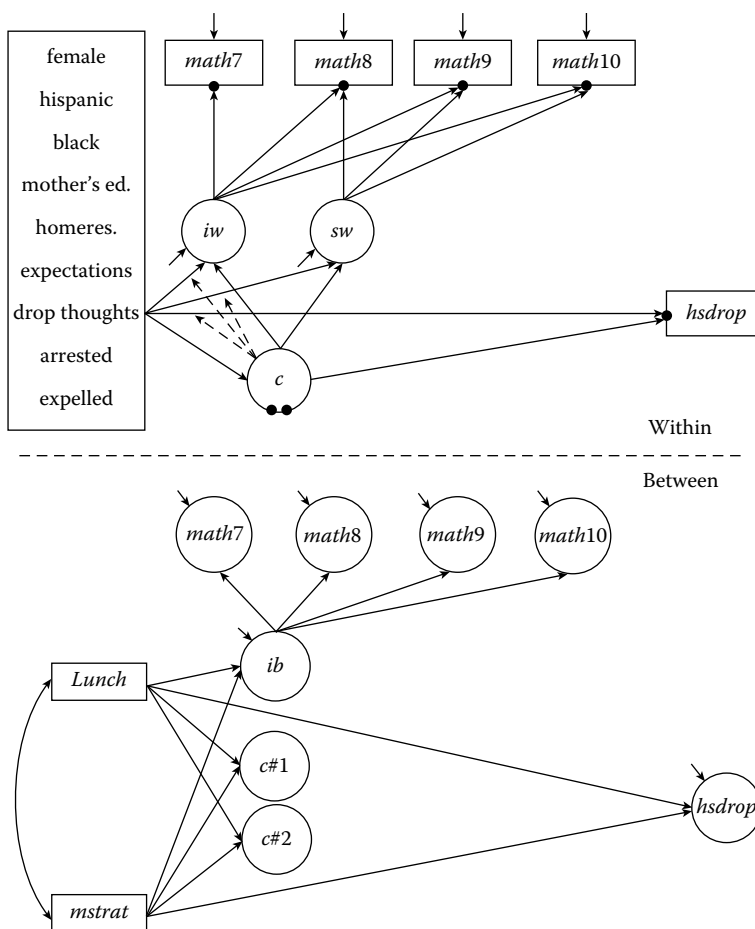 female
hispanic
black
mother's ed.
homeres.
expectations
drop thoughts
arrested
expelled
math7
math8
math9
math10
iw
sw
c
hsdrop
Within
Between
math7
math8
math9
math10
ib
Lunch
c#1
c#2
hsdrop
mstrat